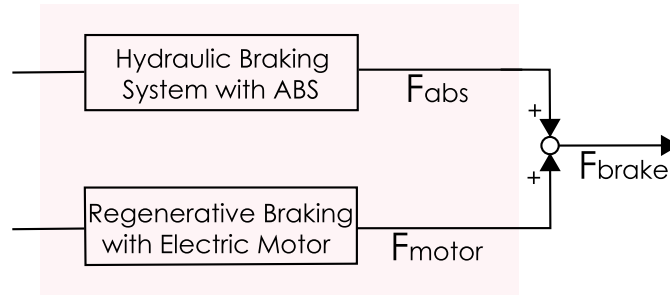 Hydraulic Braking
System with ABS
Fabs
+
Fbrake
+
Regenerative Braking
with Electric Motor
Fmotor